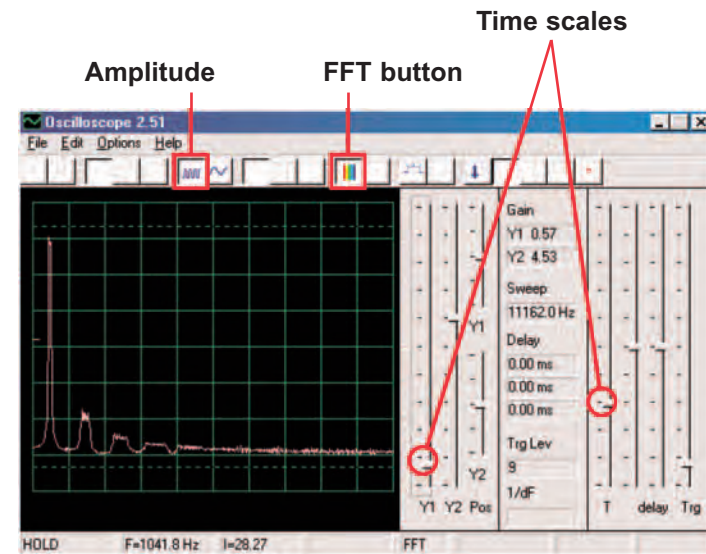 Time scales
Amplitude
FFT button
Oscilloscope 2.51
File Edit Options Help
Gain
Y1 0.57
Y2 4.53
Sweep
11162.0 Hz
Y1
Delay
0.00 ms
0.00 ms
0.00 ms
Trg Lev
9
Y2
1/dF
Y1 Y2 Pos
T delay Trg
HOLD F=1041.8 Hz I=28.27 FFT